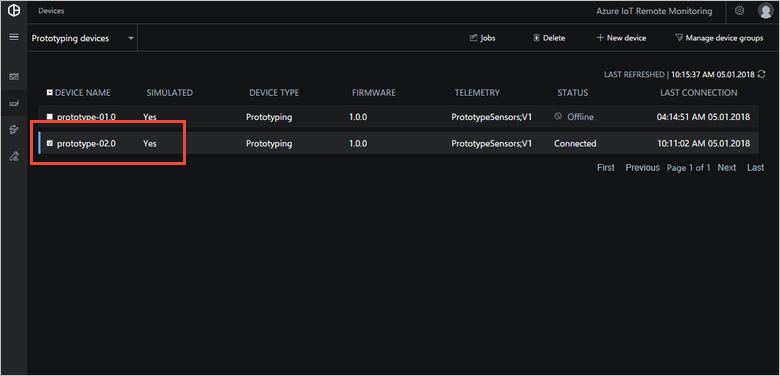 Devices Azure IoT Remote Monitoring
Prototyping devices Jobs Delete New device Manage device groups
LAST REFRESHED | 10:15:37 AM 05.01.2018
DEVICE NAME SIMULATED DEVICE TYPE FIRMWARE TELEMETRY STATUS LAST CONNECTION
prototype-01.0 Yes Prototyping 1.0.0 PrototypeSensors;V1 Offline 04:14:51 AM 05.01.2018
prototype-02.0 Yes Prototyping 1.0.0 PrototypeSensors;V1 Connected 10:11:02 AM 05.01.2018
First Previous Page 1 of 1 Next Last